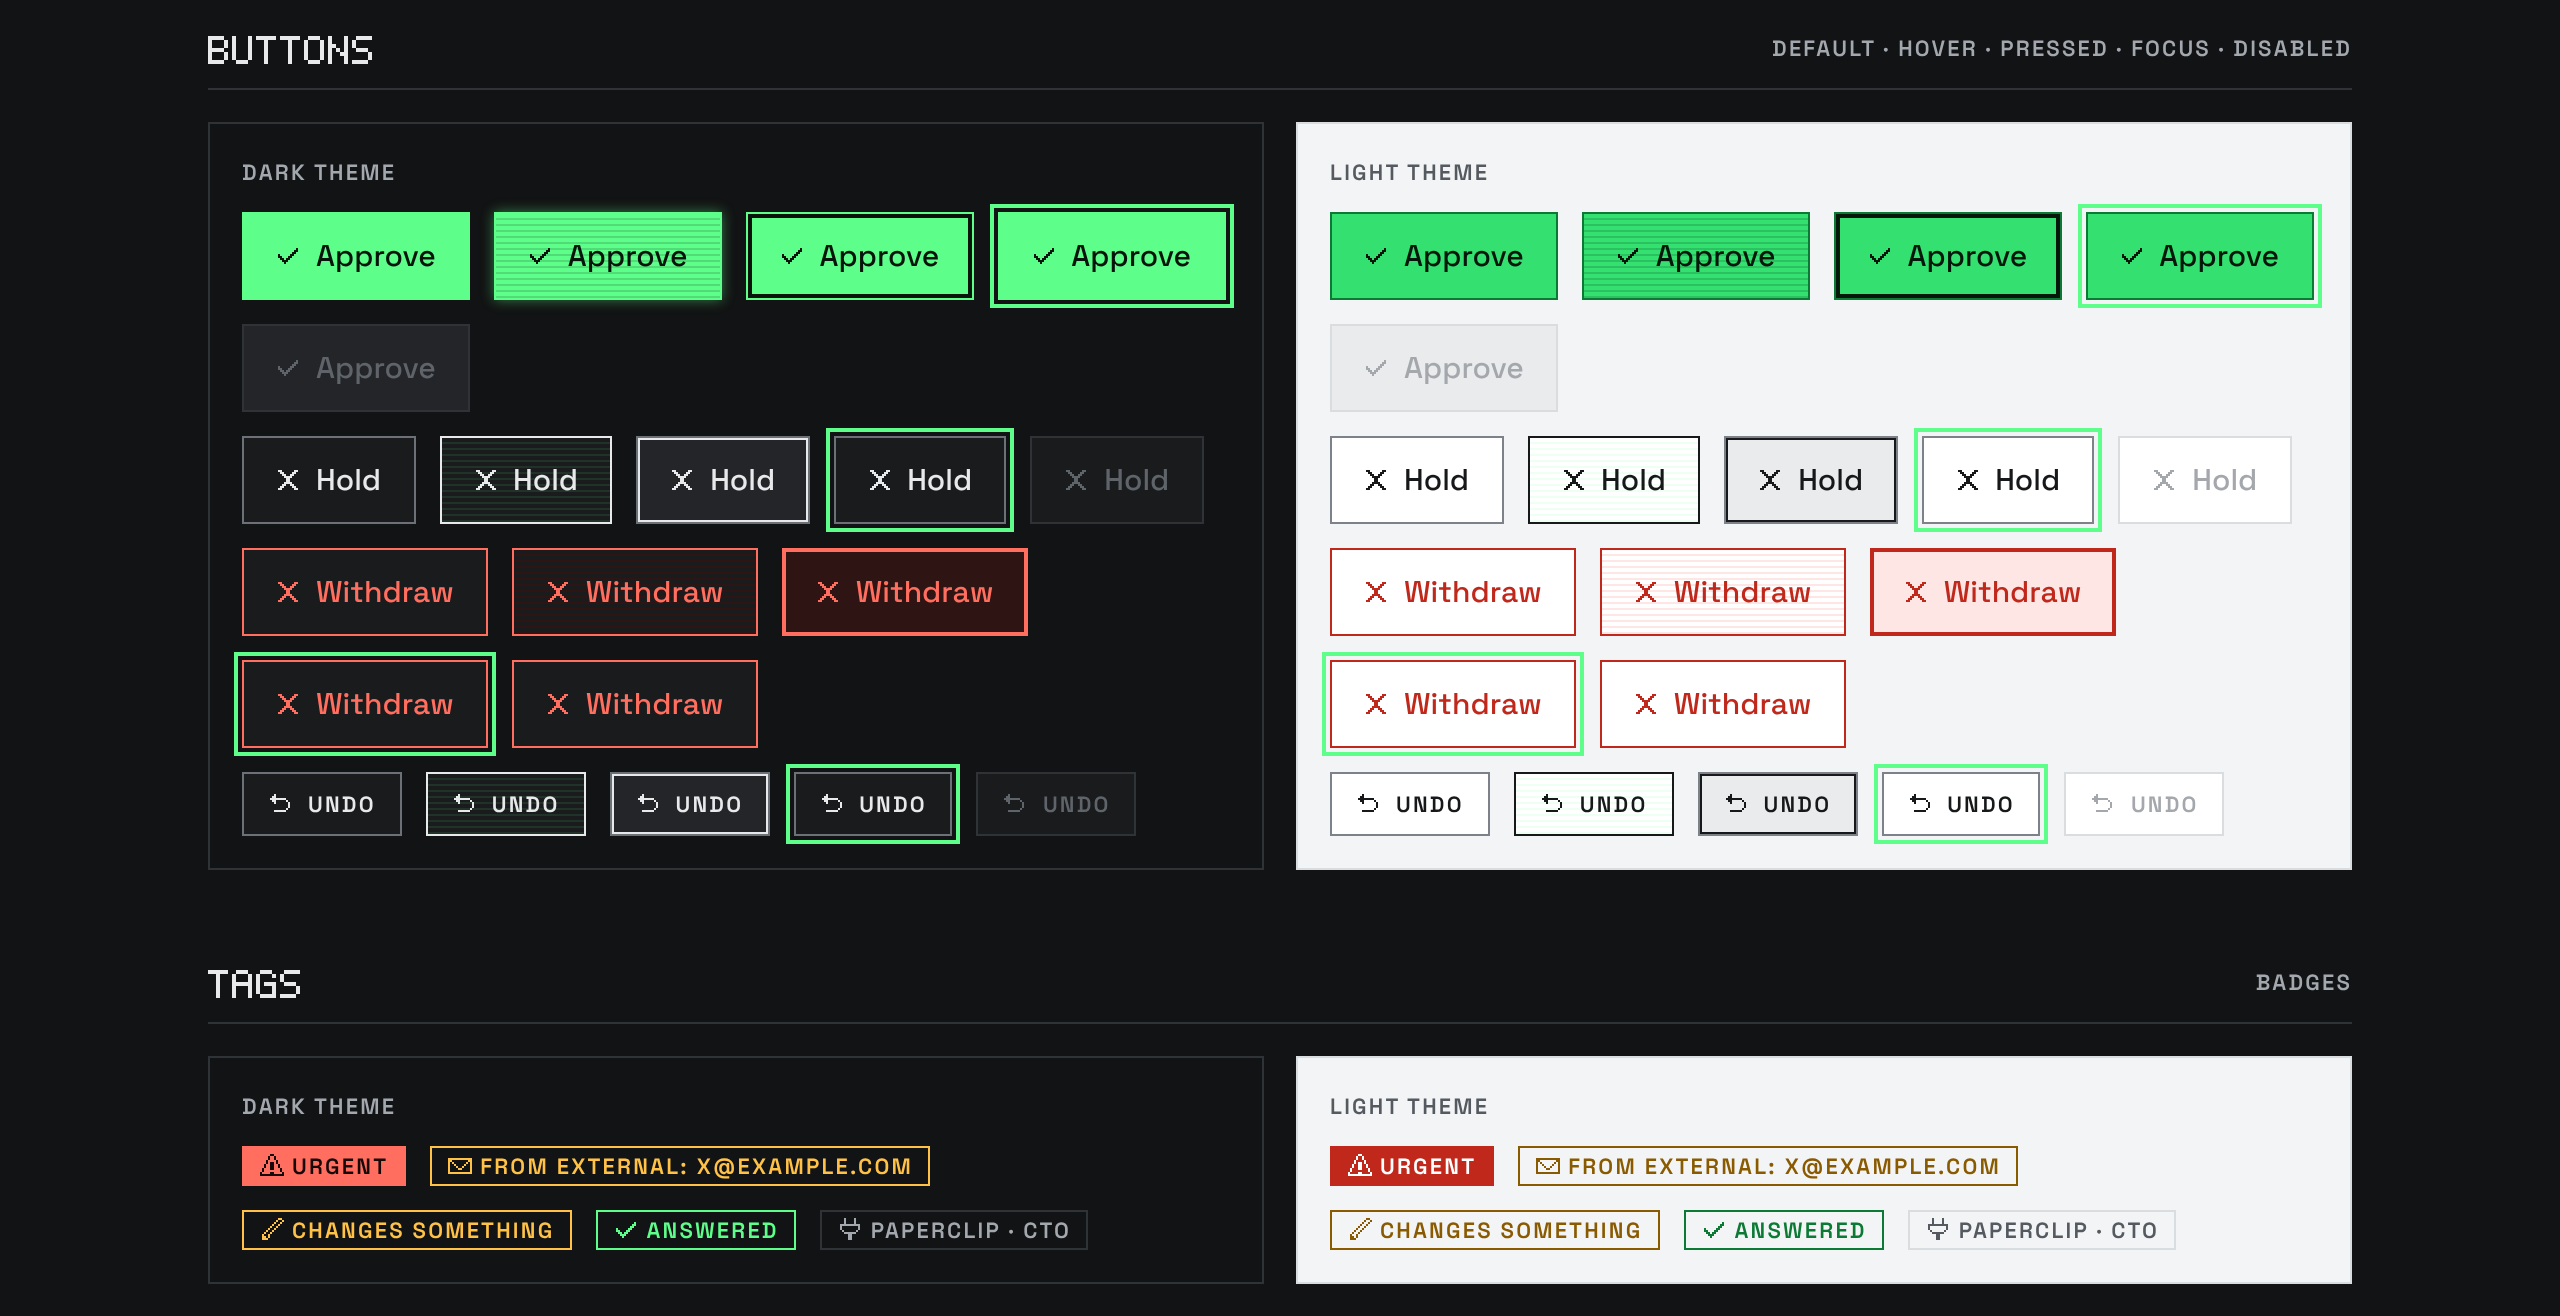 BUTTONS
DEFAULT · HOVER · PRESSED · FOCUS · DISABLED
DARK THEME
Approve Approve Approve Approve
Approve
Hold Hold Hold Hold Hold
Withdraw Withdraw Withdraw
Withdraw Withdraw
UNDO UNDO UNDO UNDO UNDO
LIGHT THEME
Approve Approve Approve Approve
Approve
Hold Hold Hold Hold Hold
Withdraw Withdraw Withdraw
Withdraw Withdraw
UNDO UNDO UNDO UNDO UNDO
TAGS
BADGES
DARK THEME
URGENT FROM EXTERNAL: X@EXAMPLE.COM
CHANGES SOMETHING ANSWERED PAPERCLIP · CTO
LIGHT THEME
URGENT FROM EXTERNAL: X@EXAMPLE.COM
CHANGES SOMETHING ANSWERED PAPERCLIP · CTO